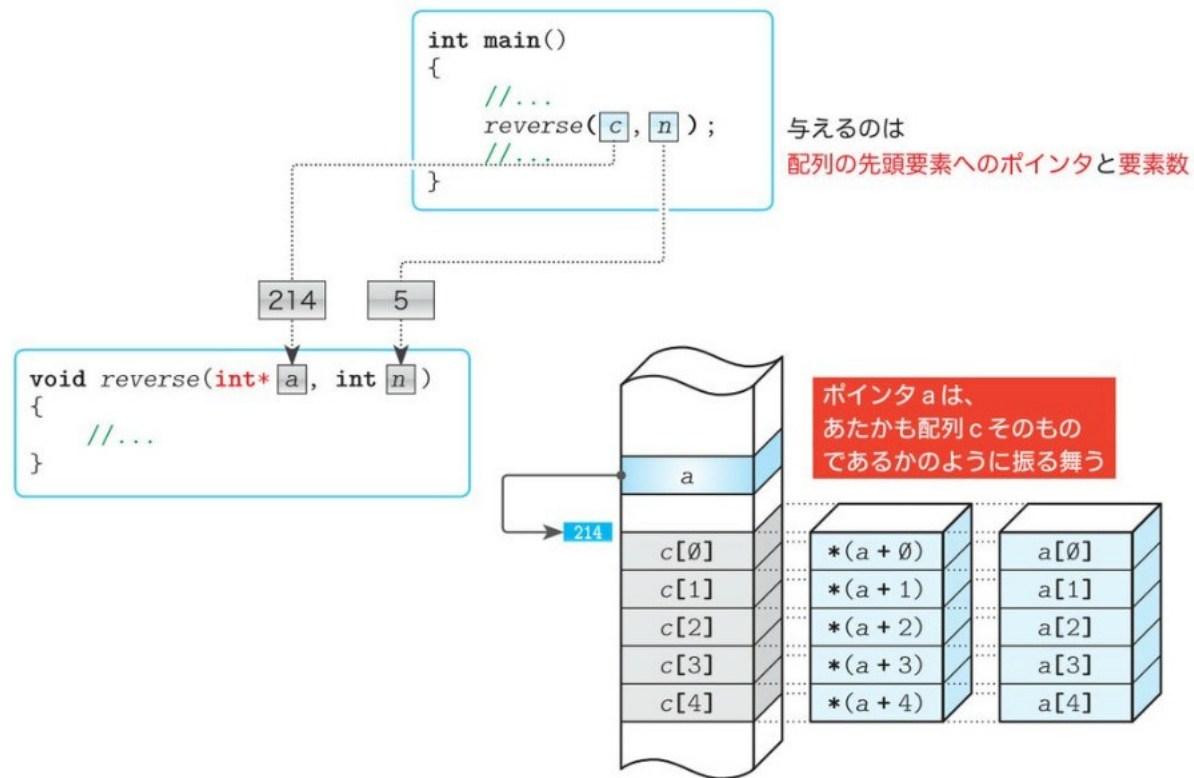 int main()
{
//...
reverse(c, n);
//...
}
与えるのは
配列の先頭要素へのポインタと要素数
214
5
void reverse(int* a, int n)
{
//...
}
ポインタaは、
あたかも配列cそのもの
であるかのように振る舞う
a
214
c[0]
*(a + 0)
a[0]
c[1]
*(a + 1)
a[1]
c[2]
*(a + 2)
a[2]
c[3]
*(a + 3)
a[3]
c[4]
*(a + 4)
a[4]